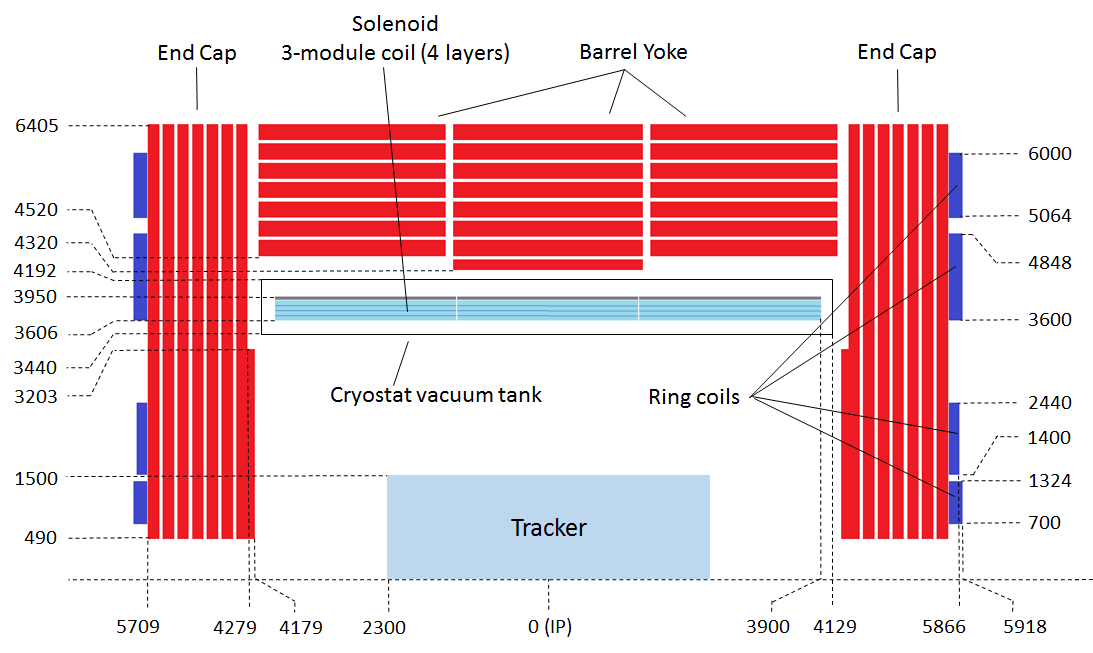 Solenoid
3-module coil (4 layers)
End Cap
Barrel Yoke
End Cap
6405
4520
4320
4192
3950
3606
3440
3203
1500
490
6000
5064
4848
3600
2440
1400
1324
700
Cryostat vacuum tank
Ring coils
Tracker
5709
4279
4179
2300
0 (IP)
3900
4129
5866
5918